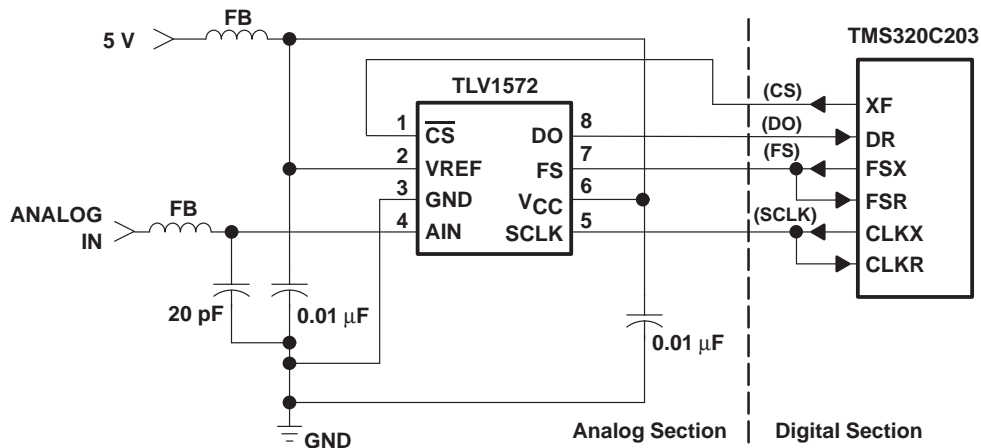 FB
5 V
TMS320C203
TLV1572
(CS)
XF
1
CS
DO
8
(DO)
DR
2
VREF
FS
7
(FS)
FSX
3
GND
VCC
6
FSR
ANALOG
IN
FB
4
AIN
SCLK
5
(SCLK)
CLKX
CLKR
20 pF
0.01 μF
0.01 μF
GND
Analog Section
Digital Section